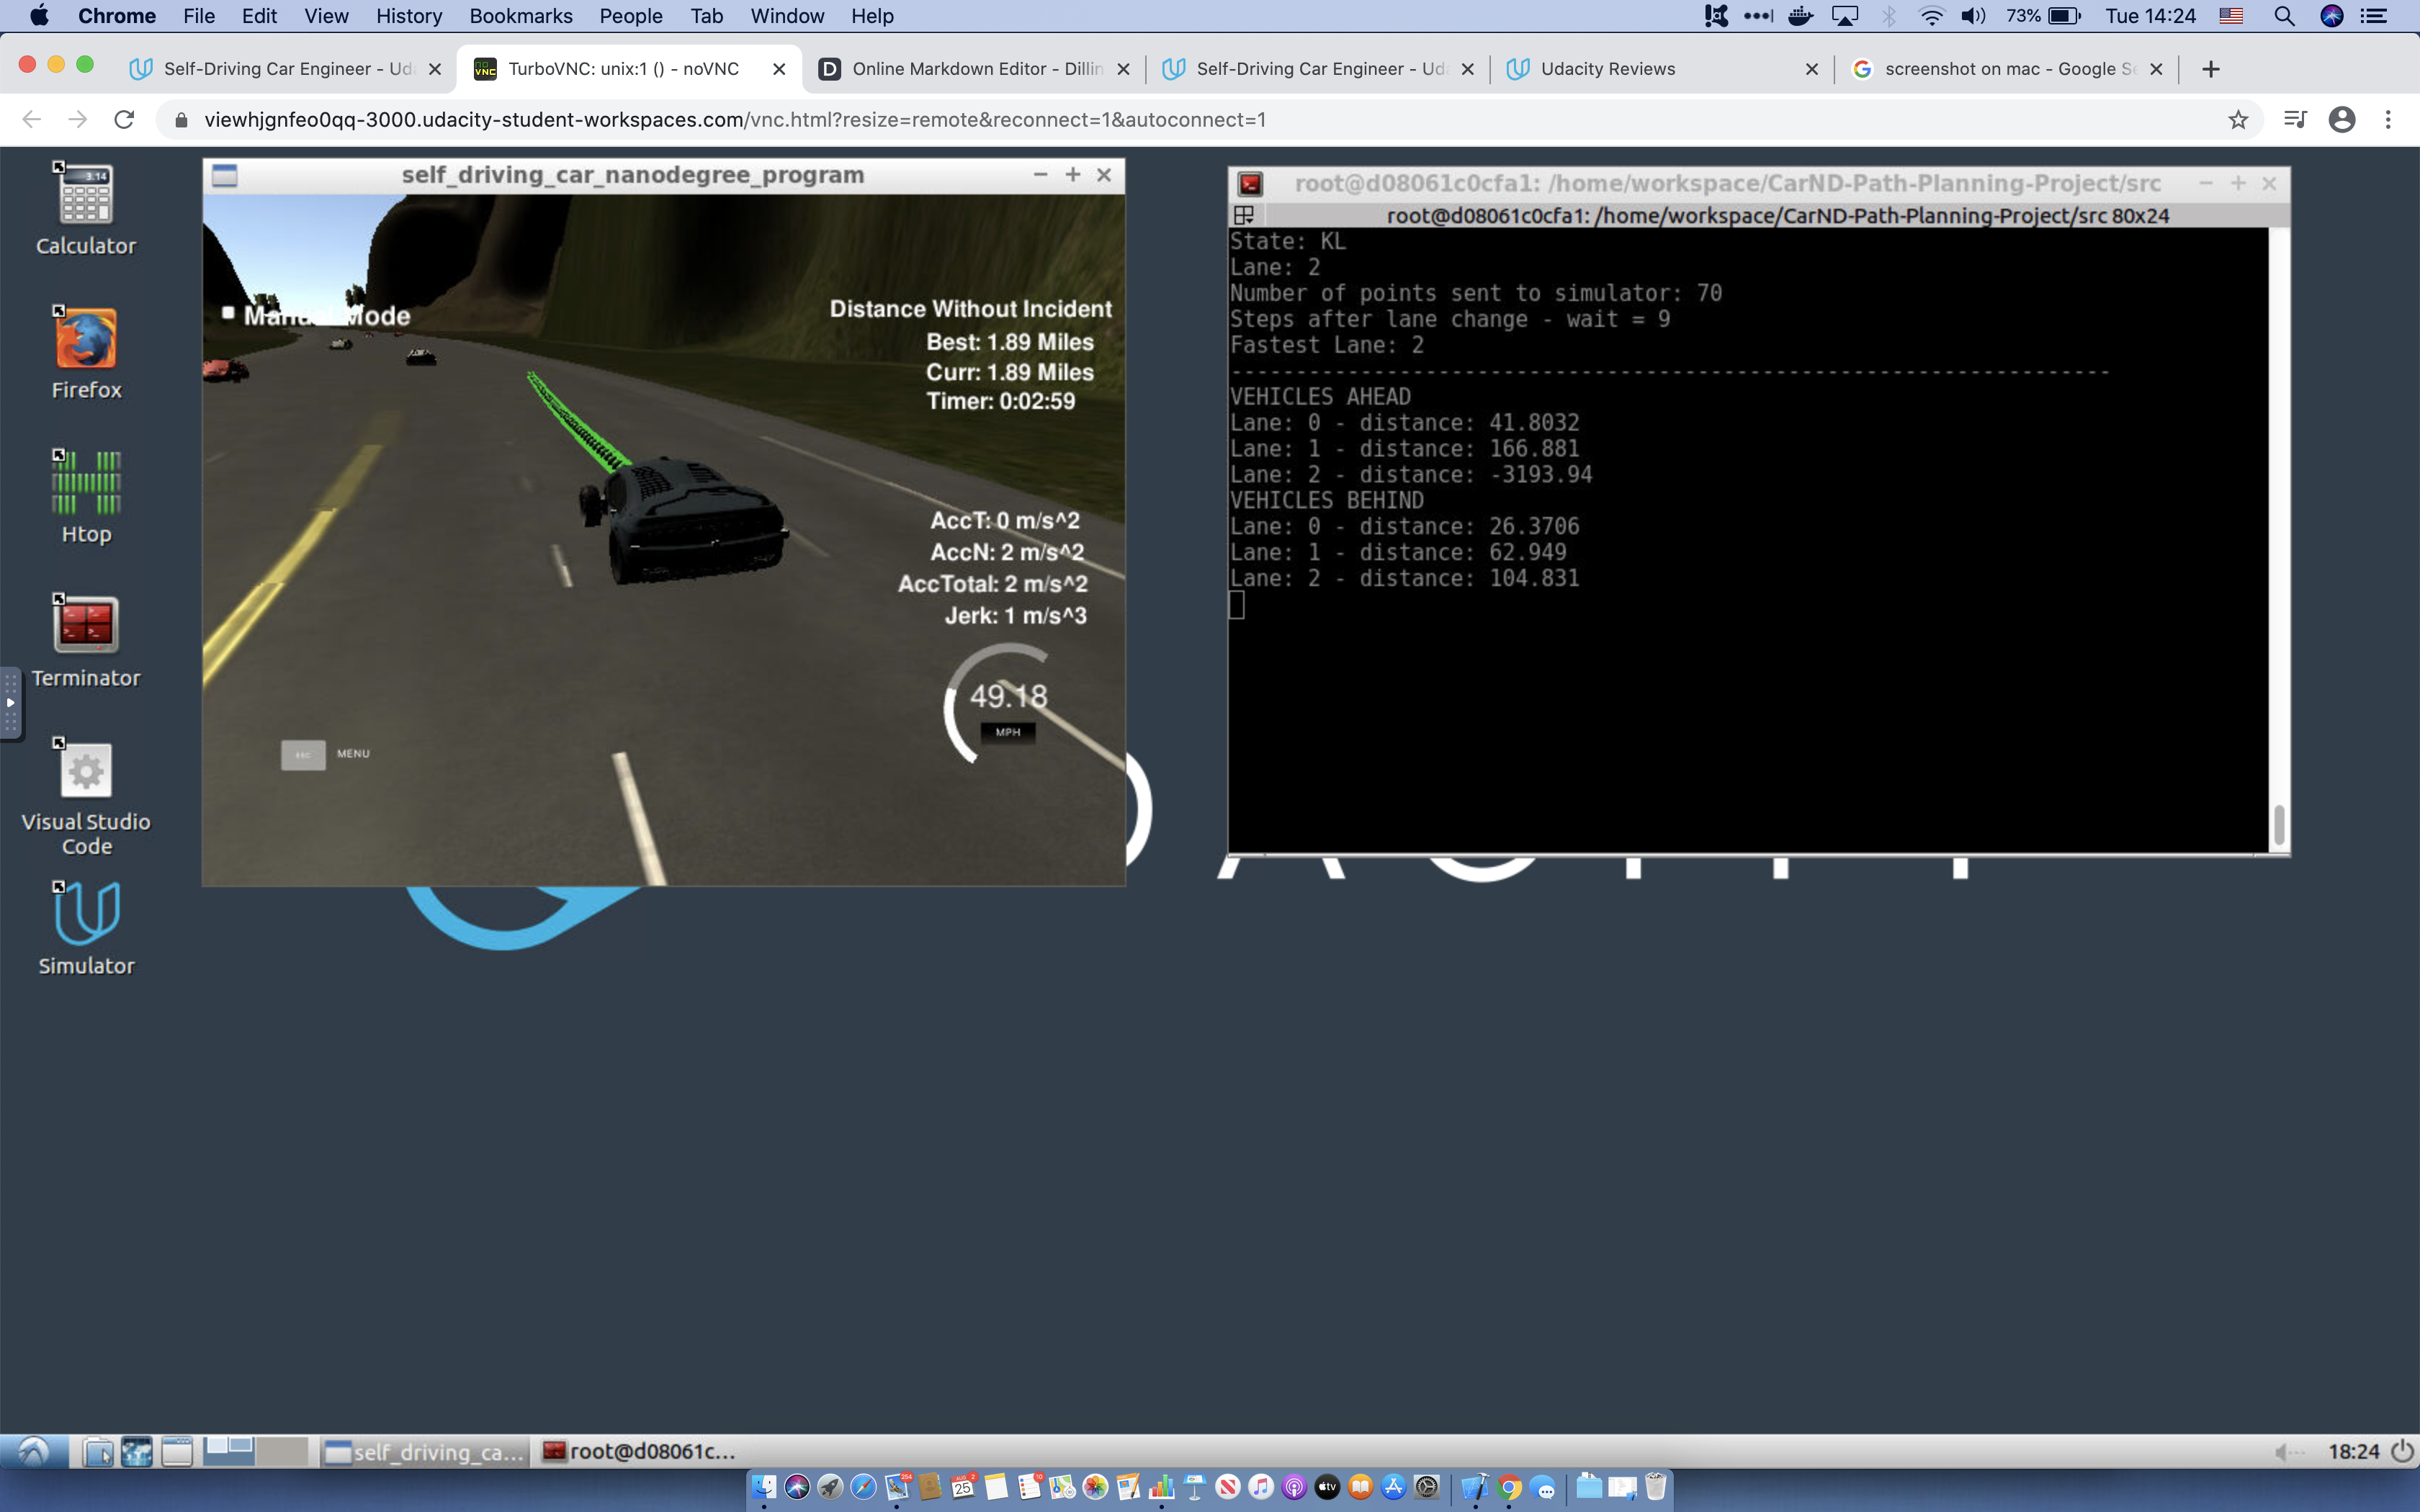 Chrome File Edit View History Bookmarks People Tab Window Help 73% Tue 14:24
Self-Driving Car Engineer - Uda
TurboVNC: unix:1 () - noVNC
Online Markdown Editor - Dillin
Self-Driving Car Engineer - Uda
Udacity Reviews
screenshot on mac - Google Se
viewhjgnfeo0qq-3000.udacity-student-workspaces.com/vnc.html?resize=remote&reconnect=1&autoconnect=1
3.14
Calculator
Firefox
Htop
Terminator
Visual Studio
Code
Simulator
self_driving_car_nanodegree_program
Manual Mode
Distance Without Incident
Best: 1.89 Miles
Curr: 1.89 Miles
Timer: 0:02:59
AccT: 0 m/s^2
AccN: 2 m/s^2
AccTotal: 2 m/s^2
Jerk: 1 m/s^3
49.18
MPH
esc MENU
root@d08061c0cfa1: /home/workspace/CarND-Path-Planning-Project/src
root@d08061c0cfa1: /home/workspace/CarND-Path-Planning-Project/src 80x24
State: KL
Lane: 2
Number of points sent to simulator: 70
Steps after lane change - wait = 9
Fastest Lane: 2
--------------------------------------------------------------------
VEHICLES AHEAD
Lane: 0 - distance: 41.8032
Lane: 1 - distance: 166.881
Lane: 2 - distance: -3193.94
VEHICLES BEHIND
Lane: 0 - distance: 26.3706
Lane: 1 - distance: 62.949
Lane: 2 - distance: 104.831
self_driving_ca...
root@d08061c...
18:24